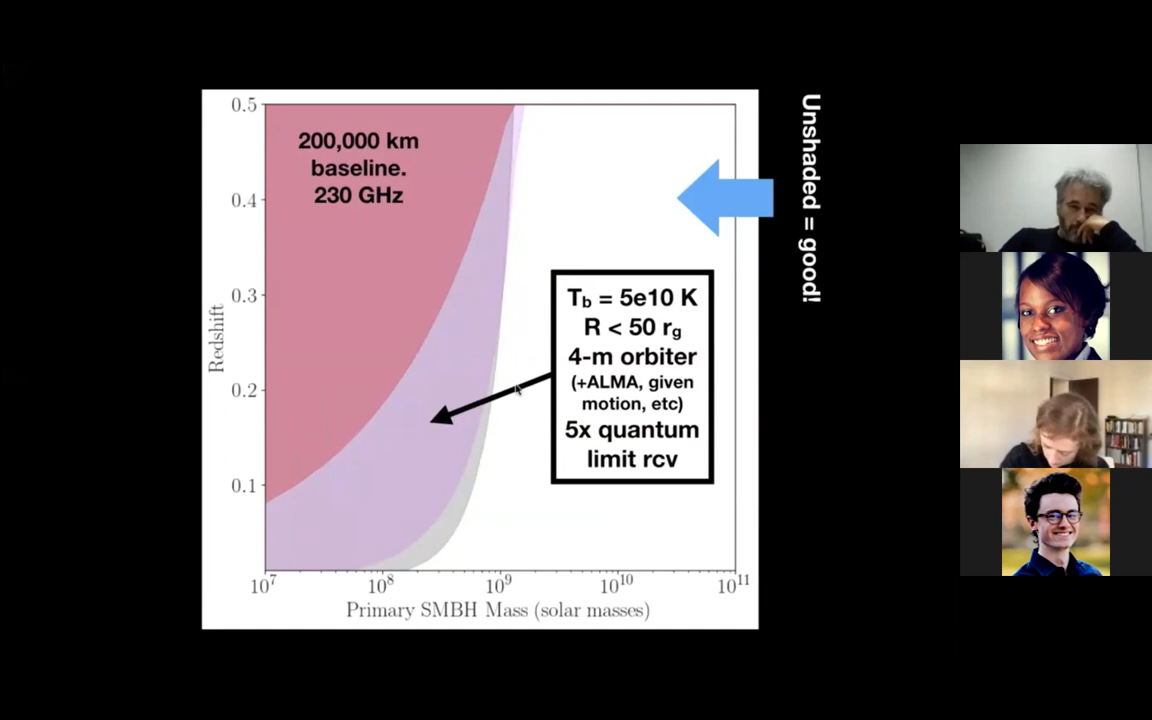 200,000 km
baseline.
230 GHz
Unshaded = good!
T_b = 5e10 K
R < 50 r_g
4-m orbiter
(+ALMA, given
motion, etc)
5x quantum
limit rcv
Redshift
0.5
0.4
0.3
0.2
0.1
10^7
10^8
10^9
10^10
10^11
Primary SMBH Mass (solar masses)